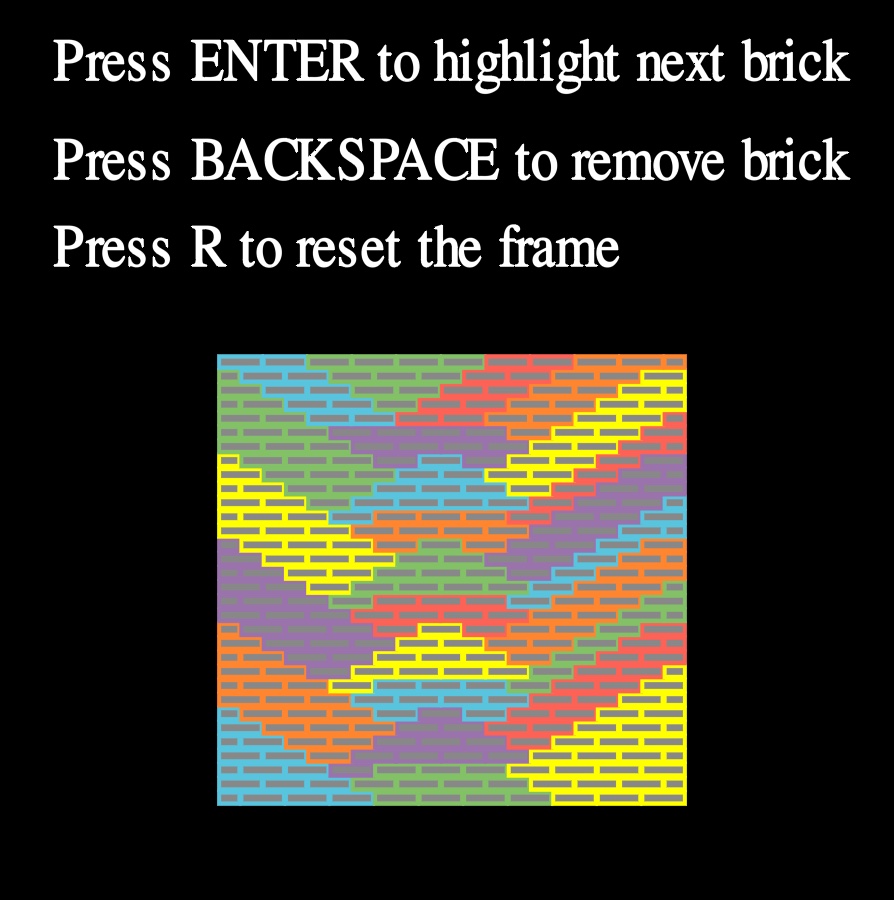 Press ENTER to highlight next brick
Press BACKSPACE to remove brick
Press R to reset the frame